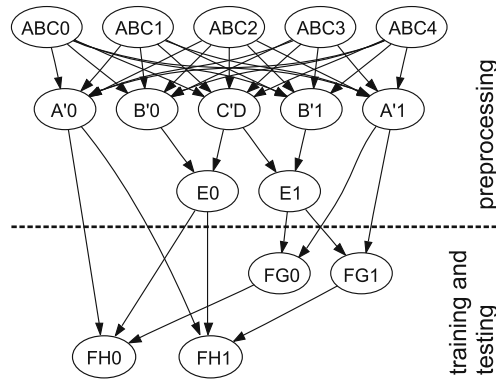 ABC0 ABC1 ABC2 ABC3 ABC4
A'0 B'0 C'D B'1 A'1
E0 E1
FG0 FG1
FH0 FH1
preprocessing
training and
testing